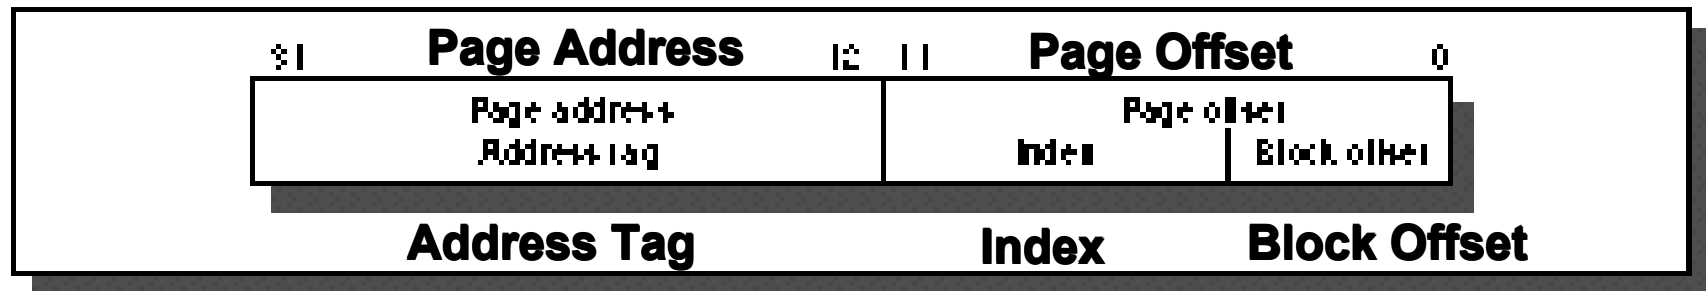 31 Page Address 12 11 Page Offset 0
Page address Page offset
Address tag Index Block offset
Address Tag Index Block Offset